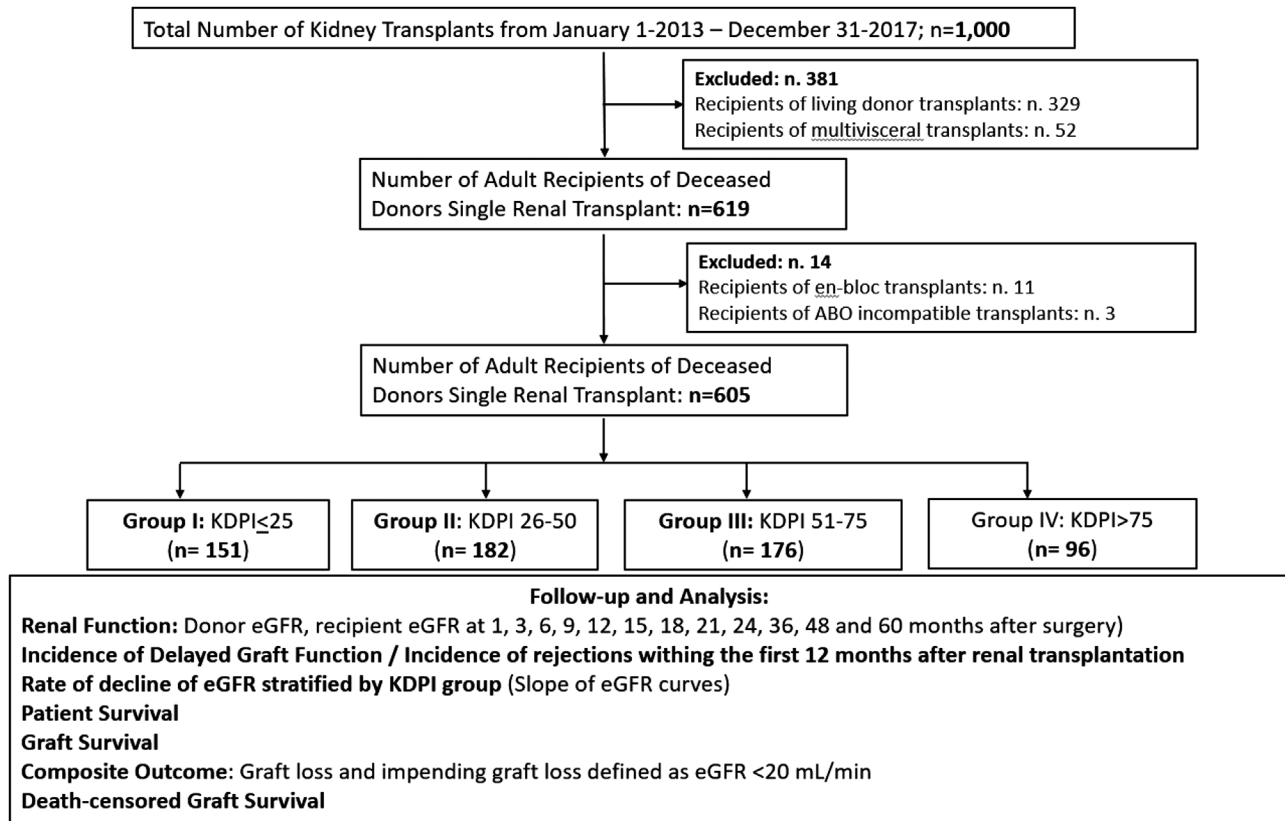 Total Number of Kidney Transplants from January 1-2013 – December 31-2017; n=1,000
Excluded: n. 381
Recipients of living donor transplants: n. 329
Recipients of multivisceral transplants: n. 52
Number of Adult Recipients of Deceased
Donors Single Renal Transplant: n=619
Excluded: n. 14
Recipients of en-bloc transplants: n. 11
Recipients of ABO incompatible transplants: n. 3
Number of Adult Recipients of Deceased
Donors Single Renal Transplant: n=605
Group I: KDPI≤25
(n= 151)
Group II: KDPI 26-50
(n= 182)
Group III: KDPI 51-75
(n= 176)
Group IV: KDPI>75
(n= 96)
Follow-up and Analysis:
Renal Function: Donor eGFR, recipient eGFR at 1, 3, 6, 9, 12, 15, 18, 21, 24, 36, 48 and 60 months after surgery)
Incidence of Delayed Graft Function / Incidence of rejections withing the first 12 months after renal transplantation
Rate of decline of eGFR stratified by KDPI group (Slope of eGFR curves)
Patient Survival
Graft Survival
Composite Outcome: Graft loss and impending graft loss defined as eGFR <20 mL/min
Death-censored Graft Survival